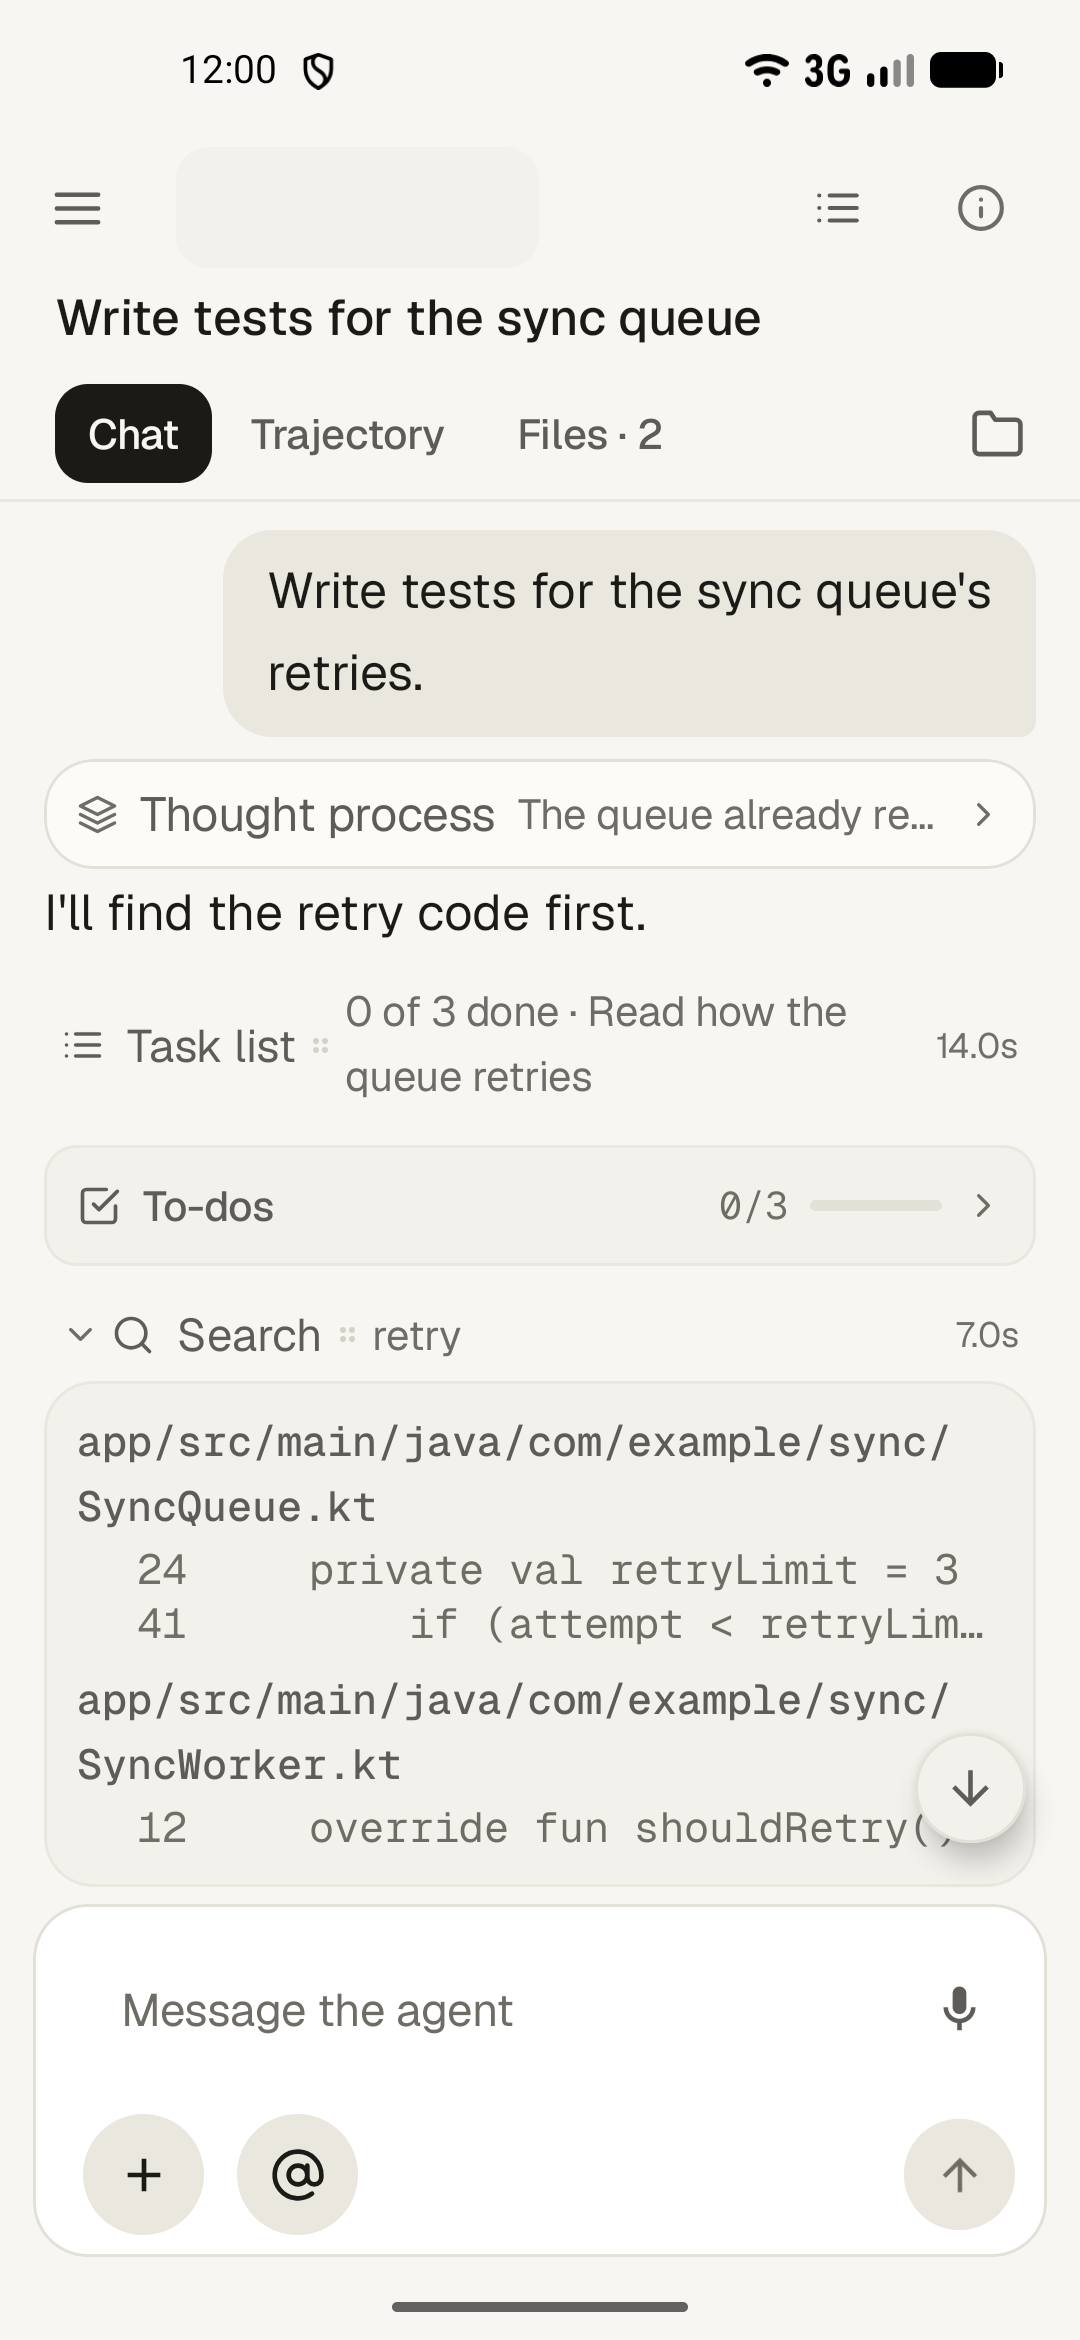 12:00
3G
Write tests for the sync queue
Chat
Trajectory
Files · 2
Write tests for the sync queue's
retries.
Thought process The queue already re…
I'll find the retry code first.
Task list
0 of 3 done · Read how the
queue retries
14.0s
To-dos
0/3
Search
retry
7.0s
app/src/main/java/com/example/sync/
SyncQueue.kt
24 private val retryLimit = 3
41 if (attempt < retryLim…
app/src/main/java/com/example/sync/
SyncWorker.kt
12 override fun shouldRetry()
Message the agent